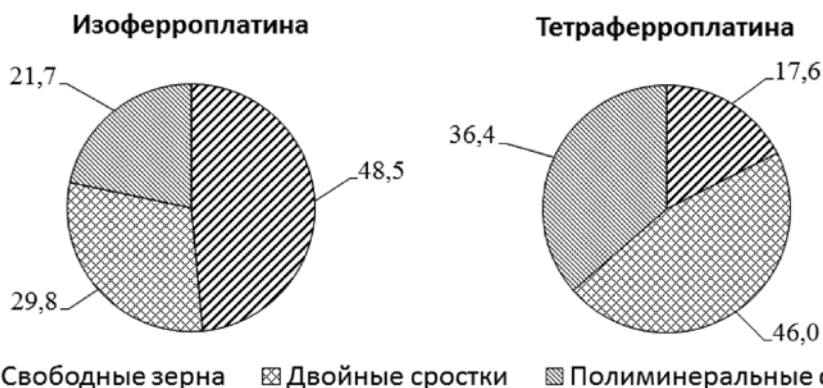 Изоферроплатина
Тетраферроплатина
21,7
48,5
29,8
17,6
36,4
46,0
Свободные зерна
Двойные сростки
Полиминеральные